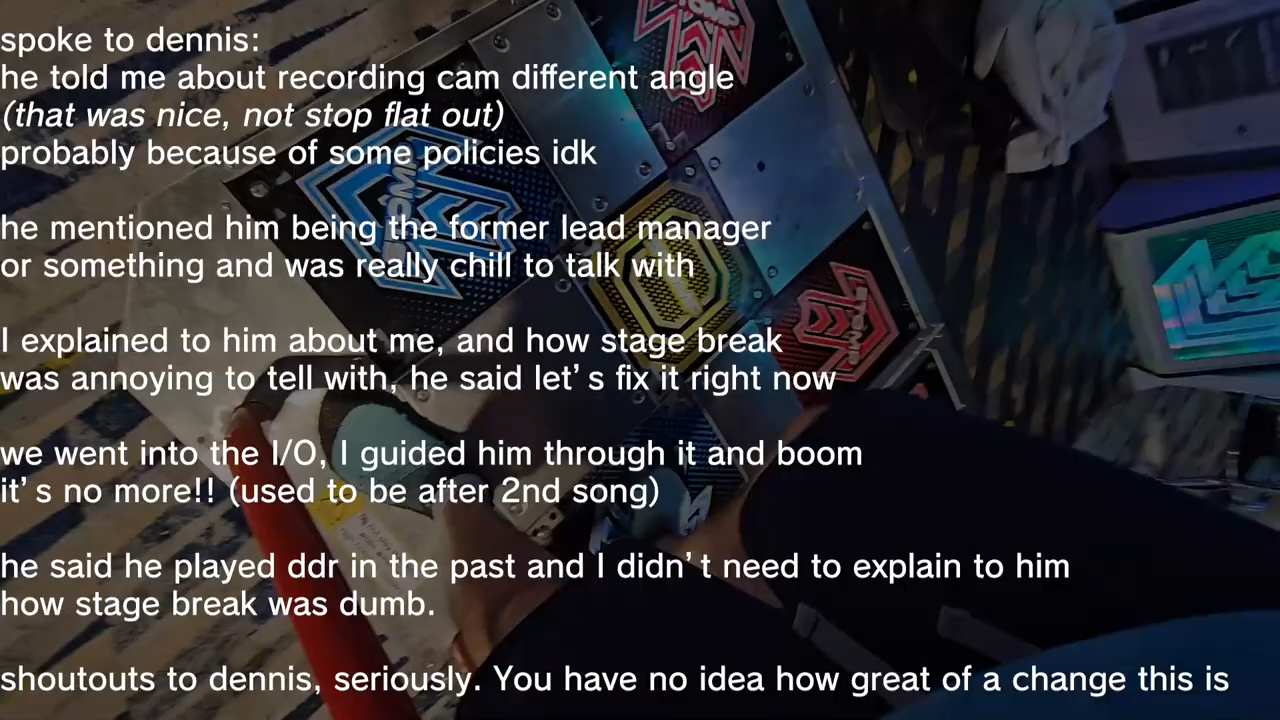 spoke to dennis:
he told me about recording cam different angle
(that was nice, not stop flat out)
probably because of some policies idk
he mentioned him being the former lead manager
or something and was really chill to talk with
I explained to him about me, and how stage break
was annoying to tell with, he said let’s fix it right now
we went into the I/O, I guided him through it and boom
it’s no more!! (used to be after 2nd song)
he said he played ddr in the past and I didn’t need to explain to him
how stage break was dumb.
shoutouts to dennis, seriously. You have no idea how great of a change this is
STOMP
STOMP